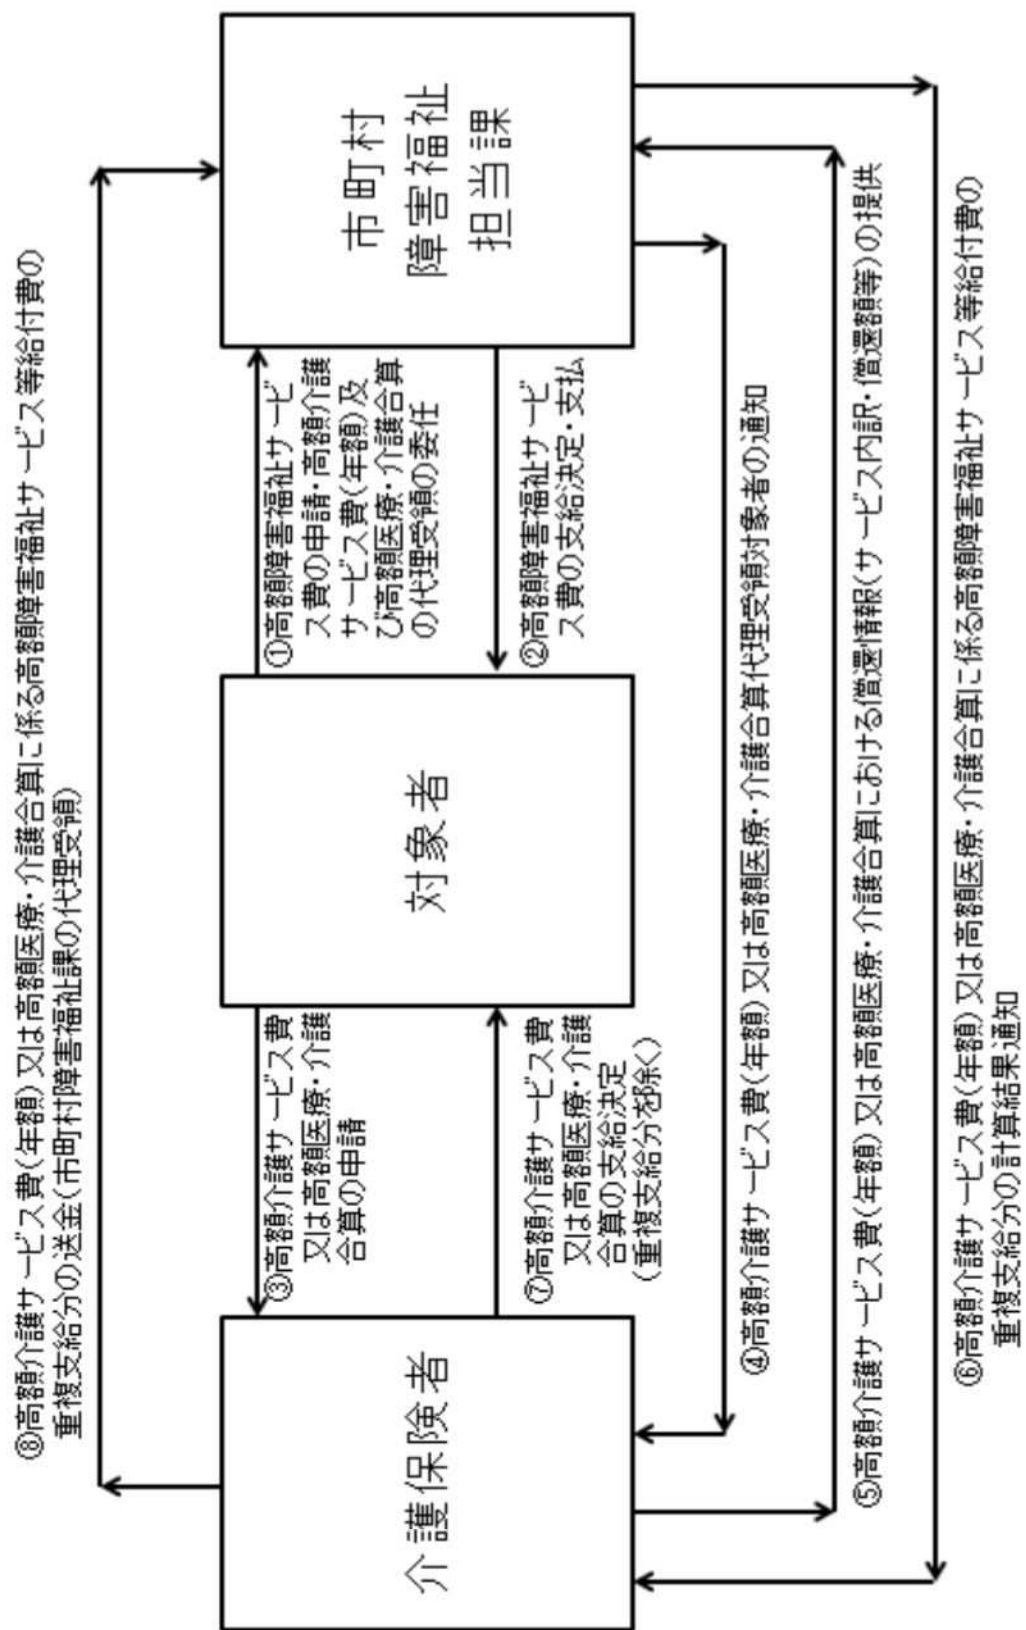 ⑧高額介護サービス費(年額)又は高額医療・介護合算に係る高額障害福祉サービス等給付費の
重複支給分の送金(市町村障害福祉課の代理受領)
介護保険者
③高額介護サービス費
又は高額医療・介護
合算の申請
⑦高額介護サービス費
又は高額医療・介護
合算の支給決定
(重複支給分を除く)
対象者
①高額障害福祉サービ
ス費の申請・高額介護
サービス費(年額)及
び高額医療・介護合算
の代理受領の委任
②高額障害福祉サービ
ス費の支給決定・支払
市町村
障害福祉
担当課
④高額介護サービス費(年額)又は高額医療・介護合算代理受領対象者の通知
⑤高額介護サービス費(年額)又は高額医療・介護合算における償還情報(サービス内訳・償還額等)の提供
⑥高額介護サービス費(年額)又は高額医療・介護合算に係る高額障害福祉サービス等給付費の
重複支給分の計算結果通知